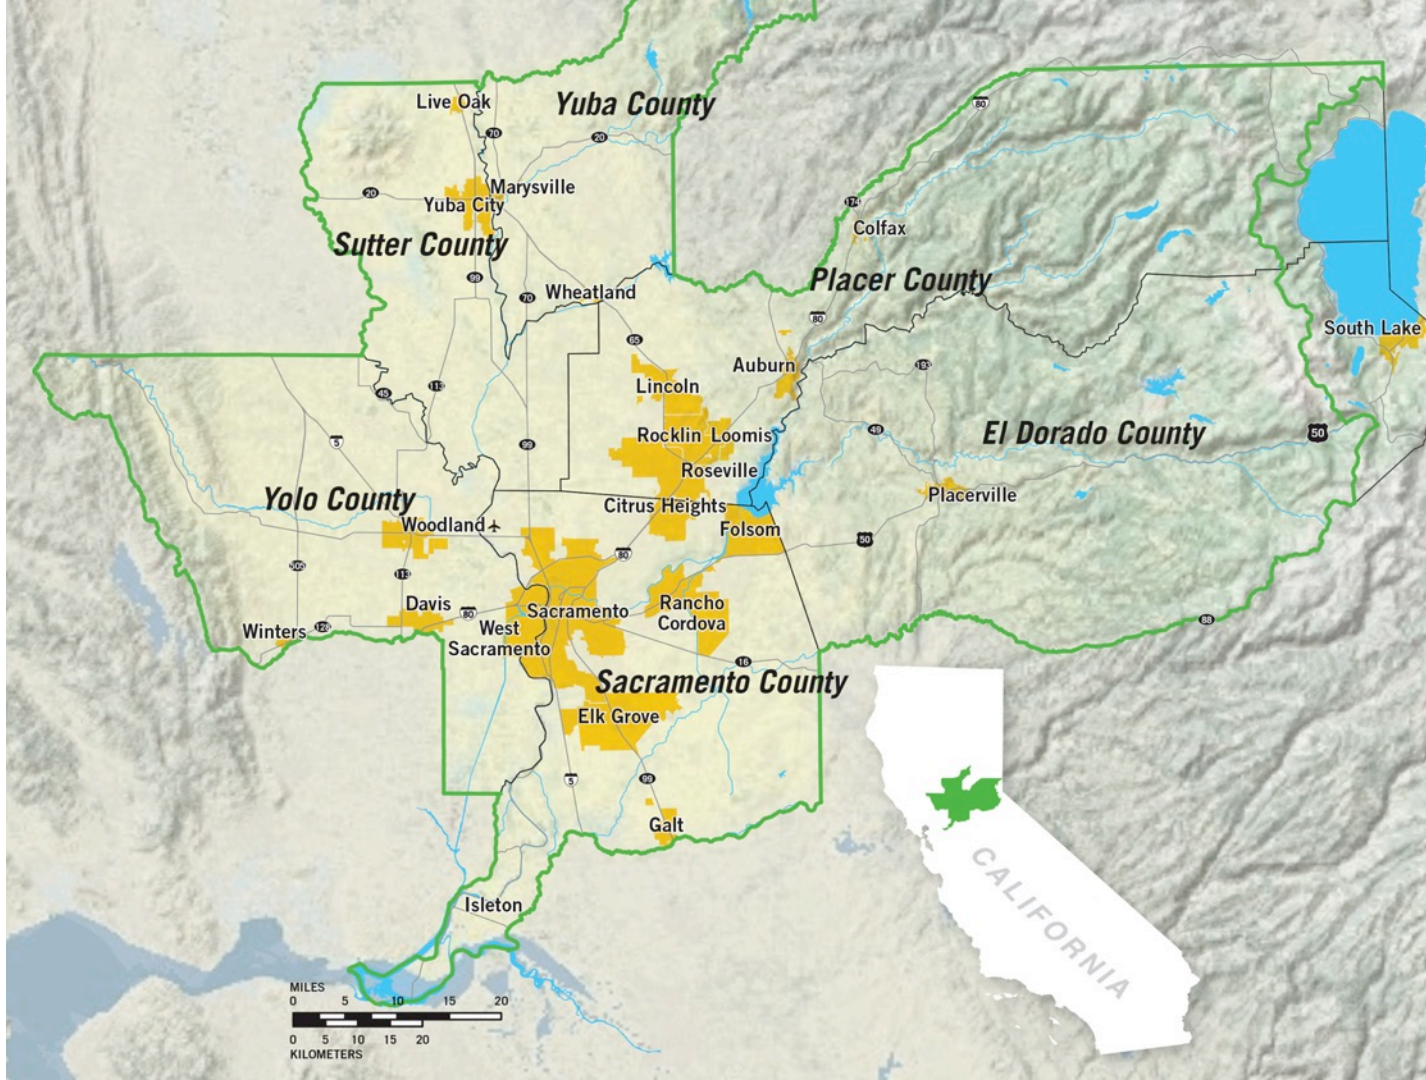 Live Oak
70
Yuba County
20
80
20
Marysville
Yuba City
174
Colfax
Sutter County
99
70
Wheatland
Placer County
80
South Lake
65
Auburn
193
45
113
Lincoln
5
99
Rocklin Loomis
49
El Dorado County
50
Roseville
Yolo County
Woodland
Citrus Heights
Folsom
Placerville
50
505
113
80
Davis
80
Sacramento
Rancho
Cordova
Winters
128
West
Sacramento
16
88
Sacramento County
Elk Grove
5
99
Galt
Isleton
CALIFORNIA
MILES
0 5 10 15 20
0 5 10 15 20
KILOMETERS